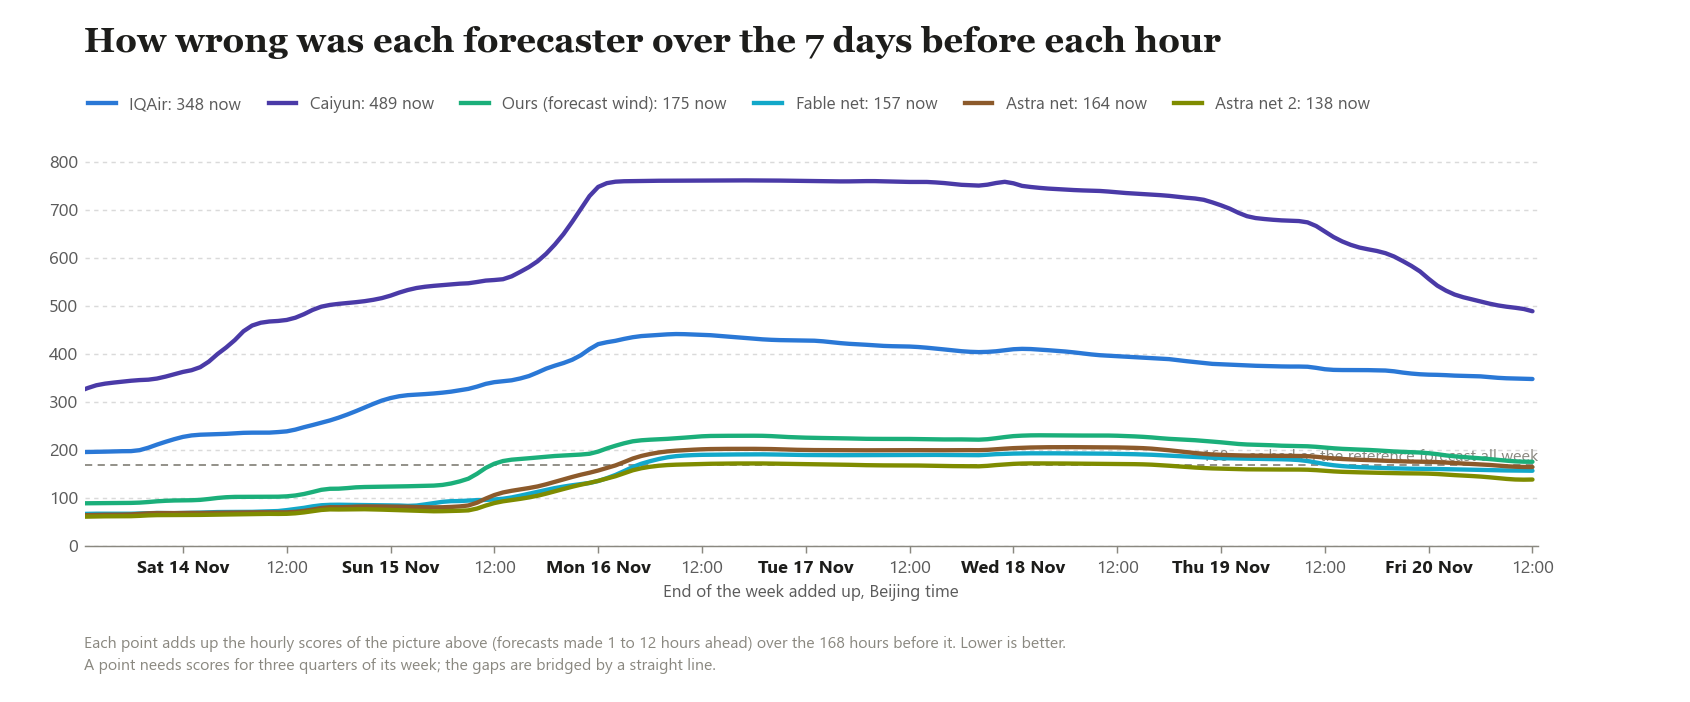 How wrong was each forecaster over the 7 days before each hour
IQAir: 348 now Caiyun: 489 now Ours (forecast wind): 175 now Fable net: 157 now Astra net: 164 now Astra net 2: 138 now
800
700
600
500
400
300
200
168 the reference forecast all week
100
0
Sat 14 Nov 12:00 Sun 15 Nov 12:00 Mon 16 Nov 12:00 Tue 17 Nov 12:00 Wed 18 Nov 12:00 Thu 19 Nov 12:00 Fri 20 Nov 12:00
End of the week added up, Beijing time
Each point adds up the hourly scores of the picture above (forecasts made 1 to 12 hours ahead) over the 168 hours before it. Lower is better.
A point needs scores for three quarters of its week; the gaps are bridged by a straight line.